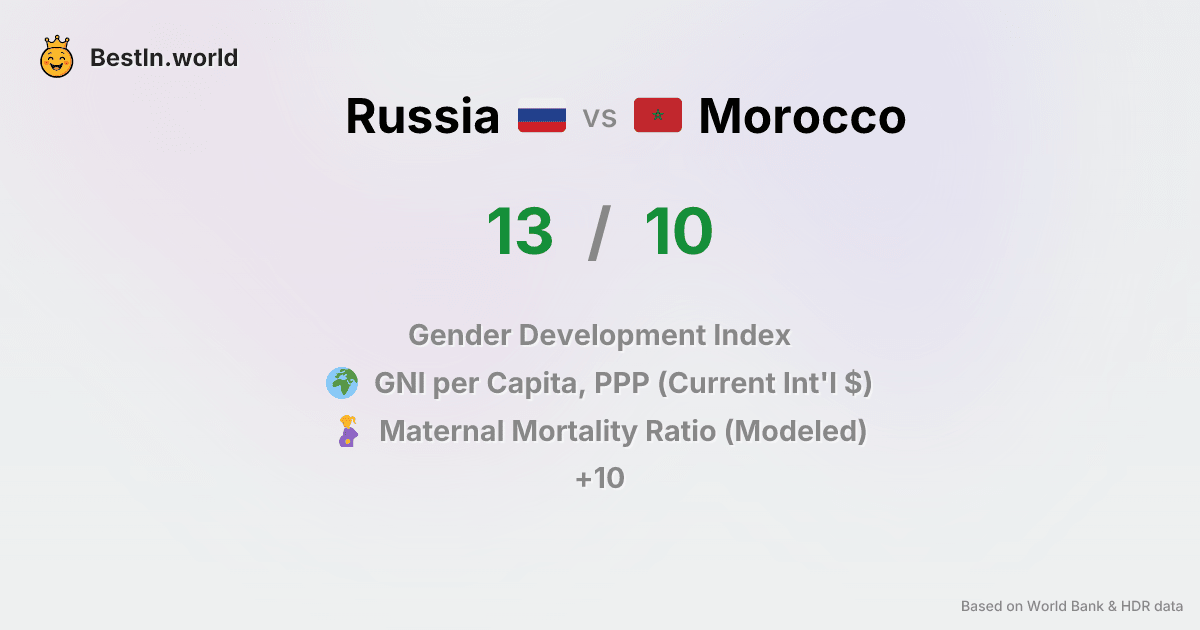 BestIn.world
Russia vs Morocco
13 / 10
Gender Development Index
GNI per Capita, PPP (Current Int'l $)
Maternal Mortality Ratio (Modeled)
+10
Based on World Bank & HDR data